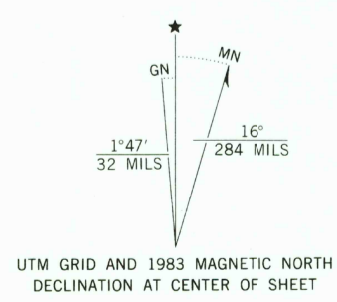 ★
MN
GN
1°47′
32 MILS
16°
284 MILS
UTM GRID AND 1983 MAGNETIC NORTH
DECLINATION AT CENTER OF SHEET